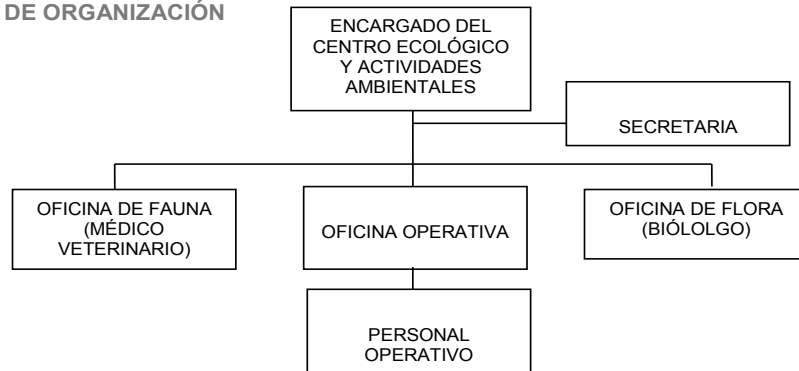 DE ORGANIZACIÓN
ENCARGADO DEL
CENTRO ECOLÓGICO
Y ACTIVIDADES
AMBIENTALES
SECRETARIA
OFICINA DE FAUNA
(MÉDICO
VETERINARIO)
OFICINA OPERATIVA
OFICINA DE FLORA
(BIÓLOLGO)
PERSONAL
OPERATIVO